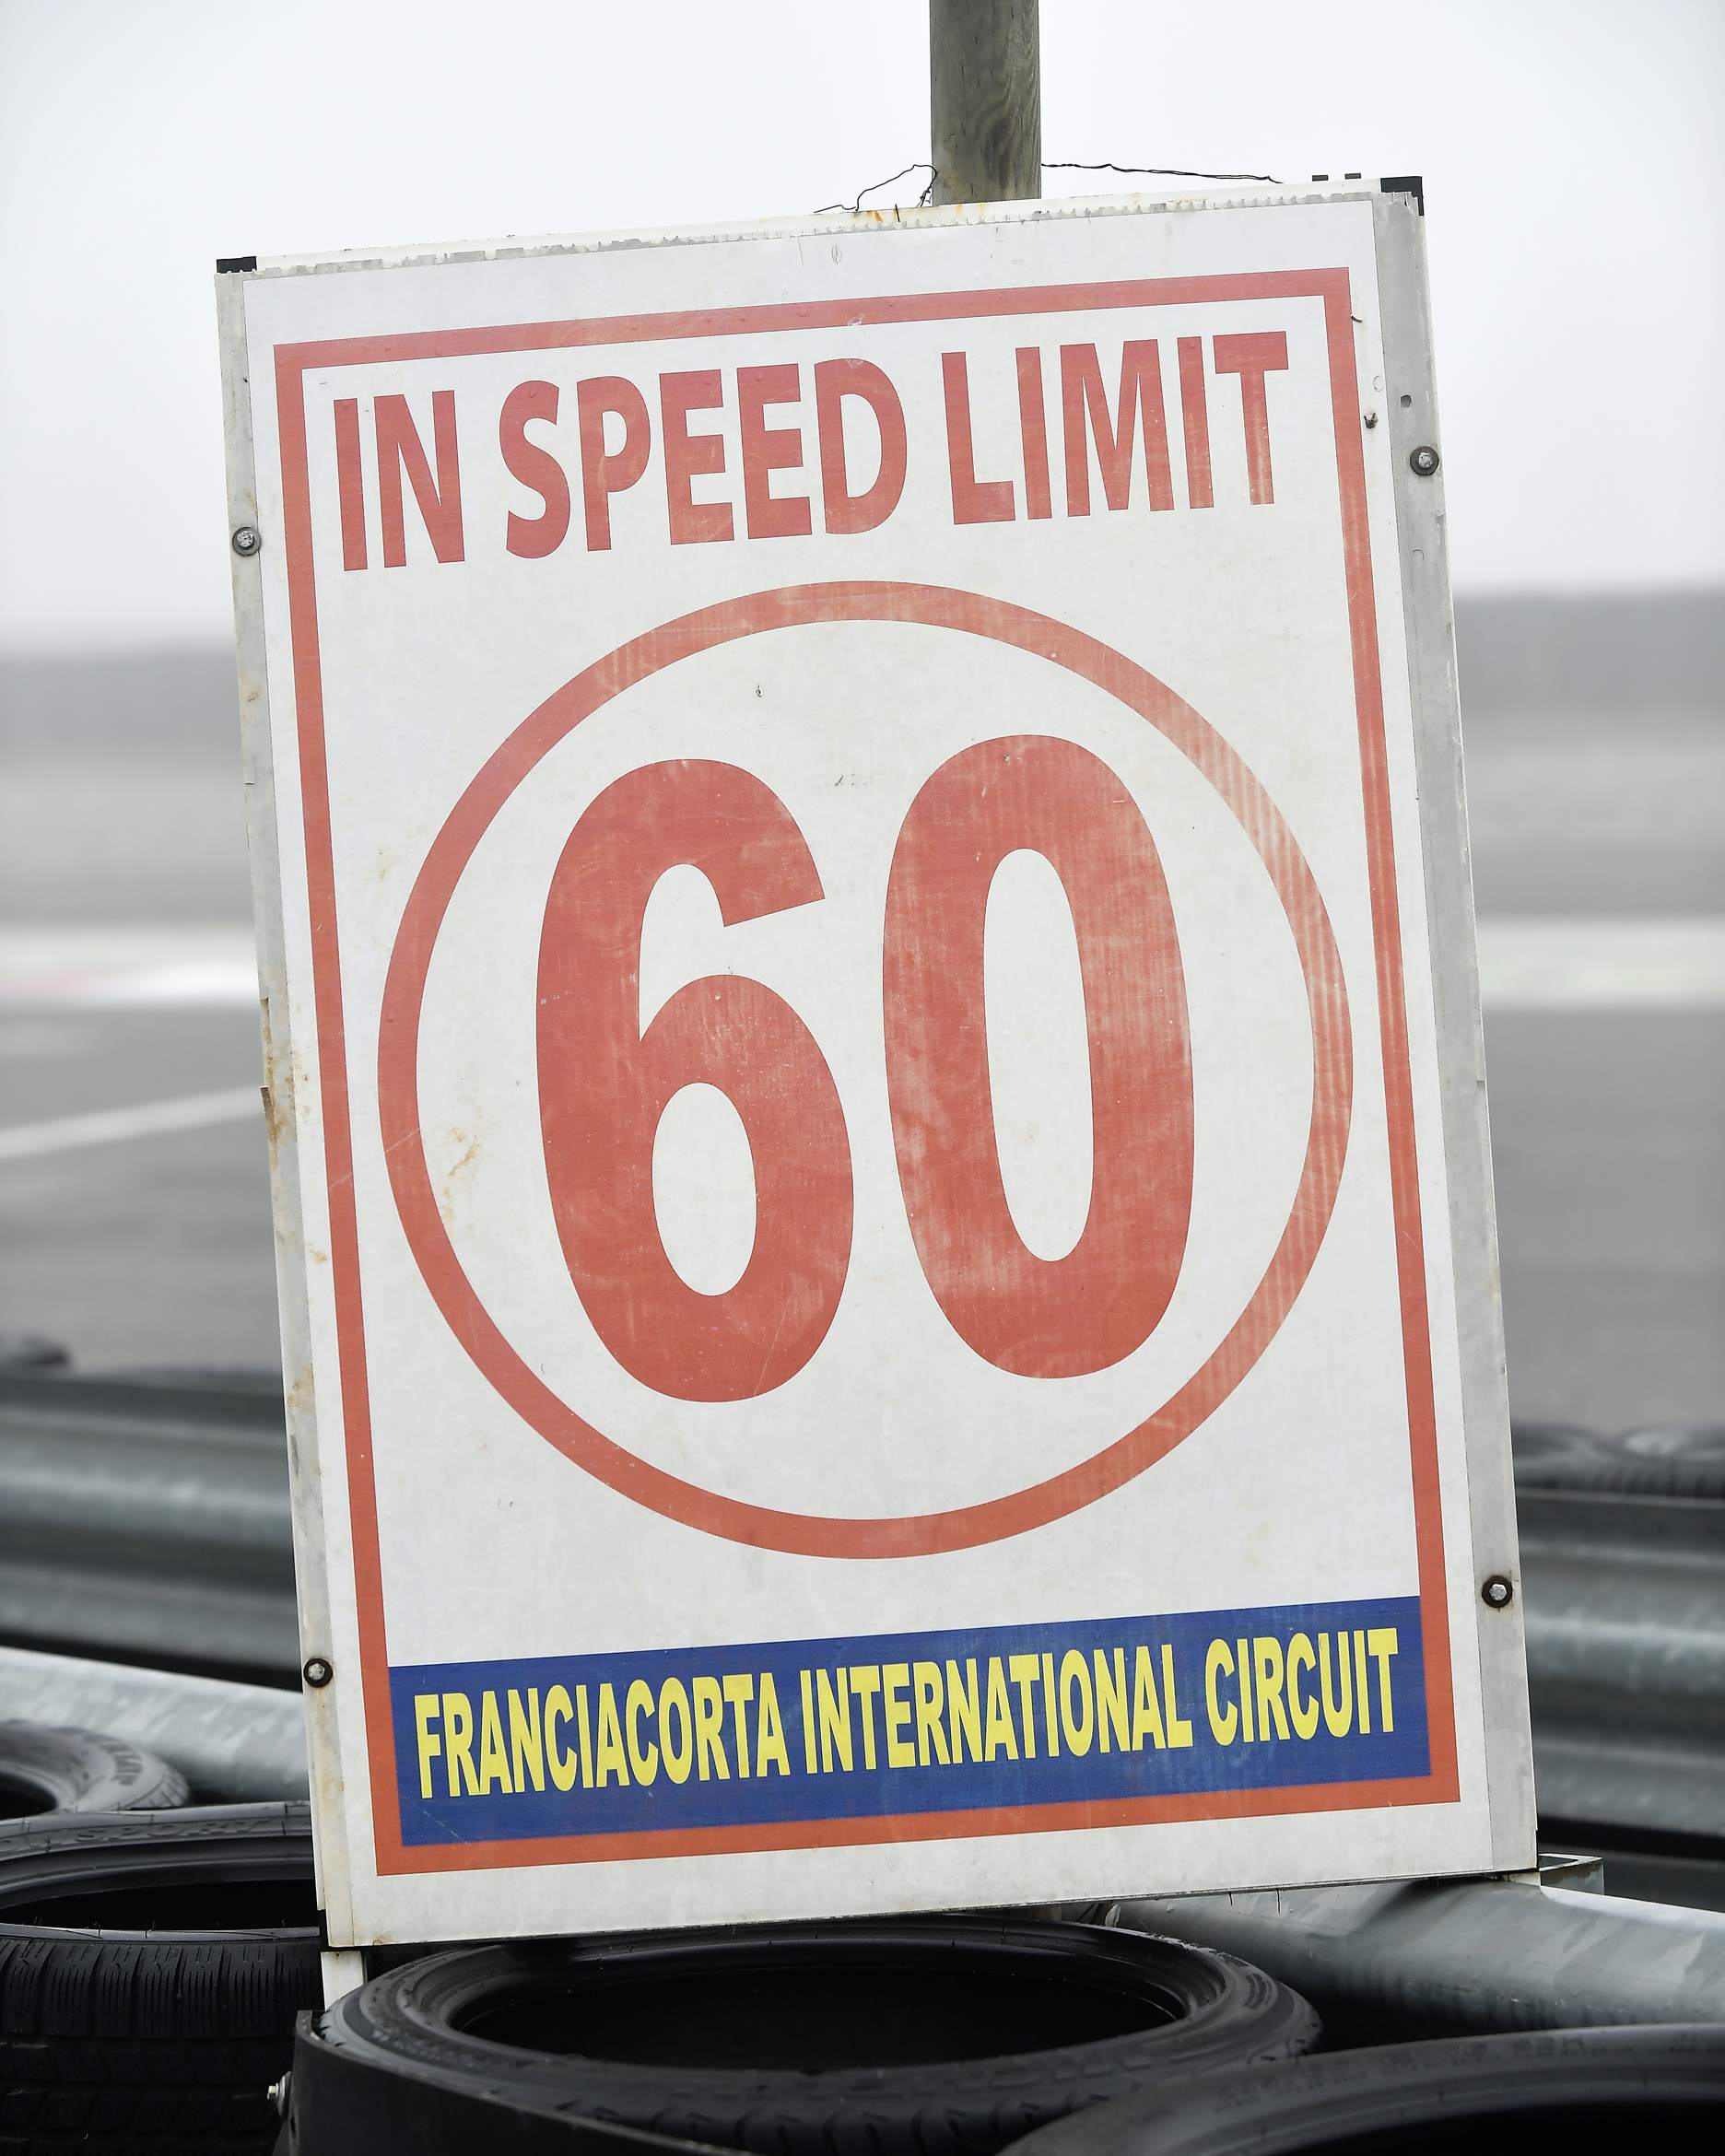 IN SPEED LIMIT
60
FRANCIACORTA INTERNATIONAL CIRCUIT